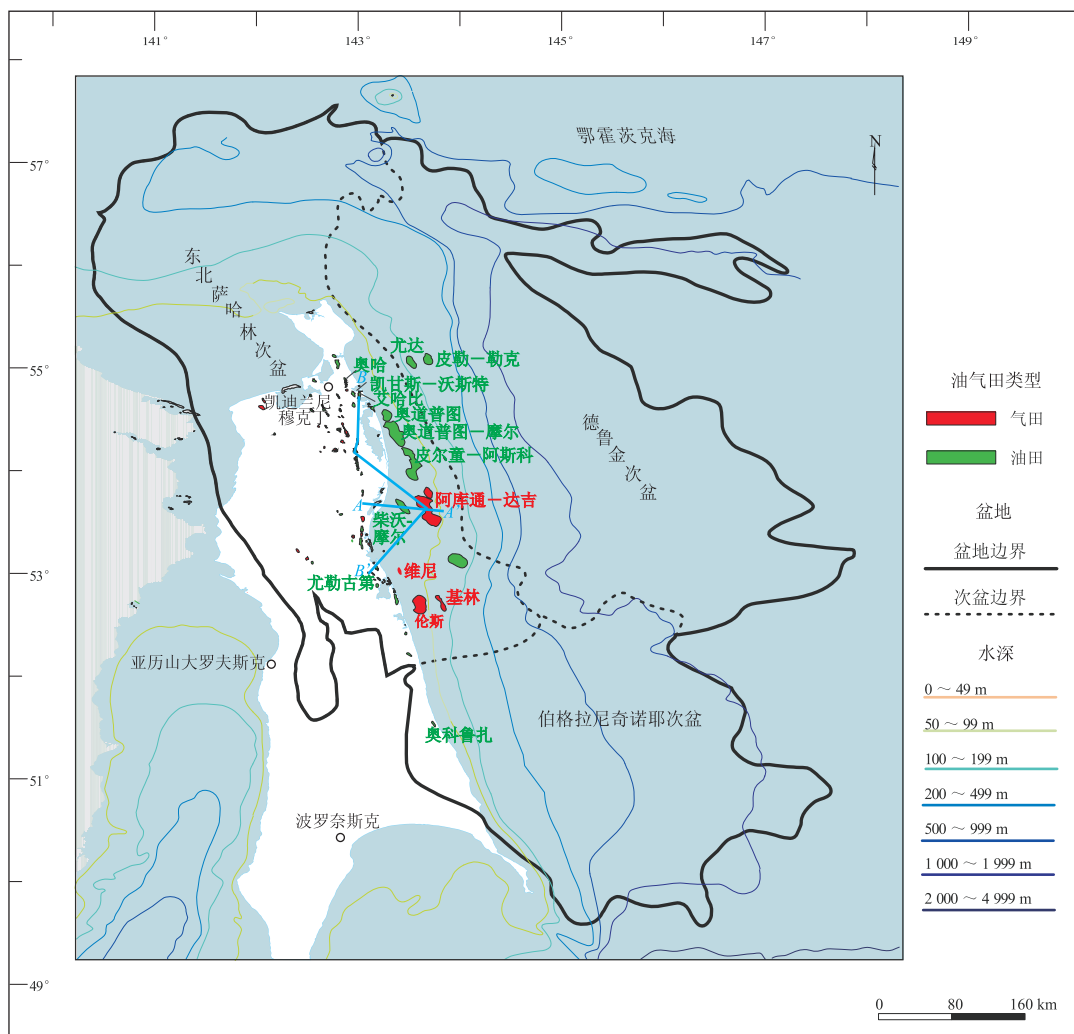 141°
143°
145°
147°
149°
57°
55°
53°
51°
49°
鄂霍茨克海
N
东北萨哈林次盆
尤达
皮勒－勒克
奥哈
B
凯甘斯－沃斯特
凯迪兰尼
穆克丁
艾哈比
奥道普图
奥道普图－摩尔
皮尔童－阿斯科
德鲁金次盆
阿库通－达吉
A
A′
柴沃-
摩尔
B′
尤勒古第
维尼
基林
伦斯
亚历山大罗夫斯克
伯格拉尼奇诺耶次盆
奥科鲁扎
波罗奈斯克
油气田类型
气田
油田
盆地
盆地边界
次盆边界
水深
0 ～ 49 m
50 ～ 99 m
100 ～ 199 m
200 ～ 499 m
500 ～ 999 m
1 000 ～ 1 999 m
2 000 ～ 4 999 m
0 80 160 km